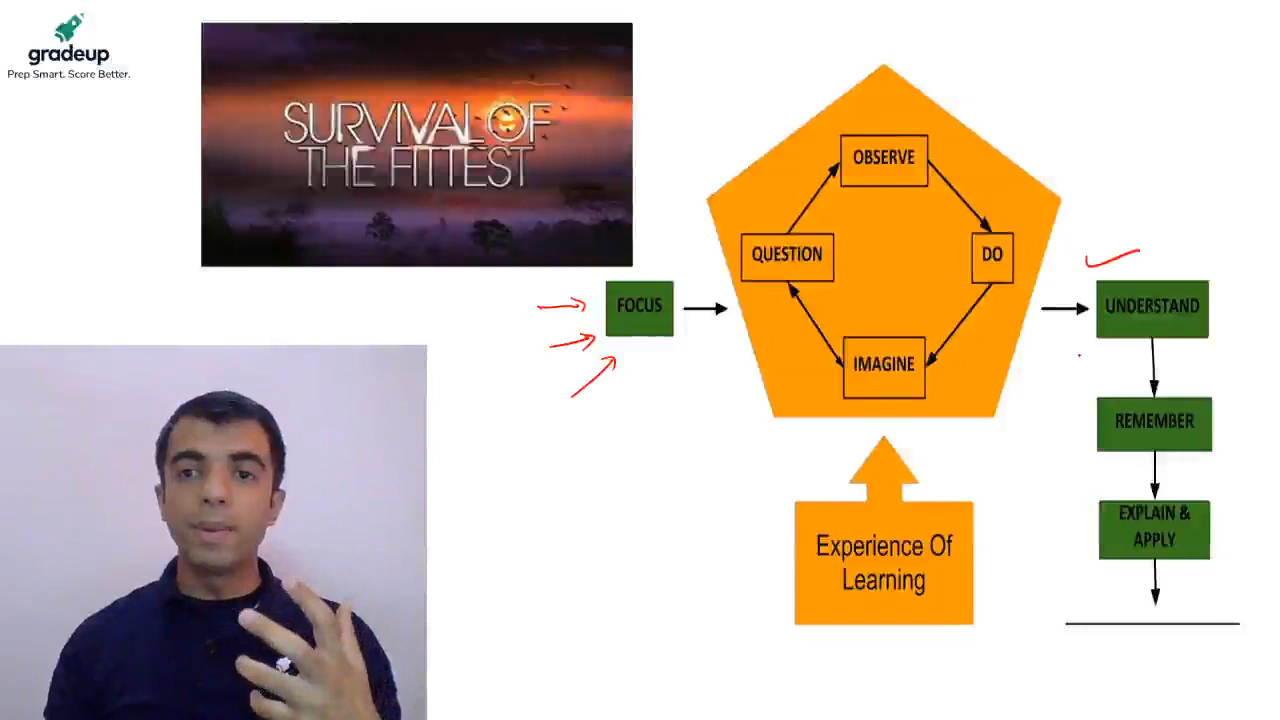 gradeup
Prep Smart. Score Better.
SURVIVAL OF
THE FITTEST
OBSERVE
QUESTION
DO
FOCUS
UNDERSTAND
IMAGINE
REMEMBER
EXPLAIN &
APPLY
Experience Of
Learning